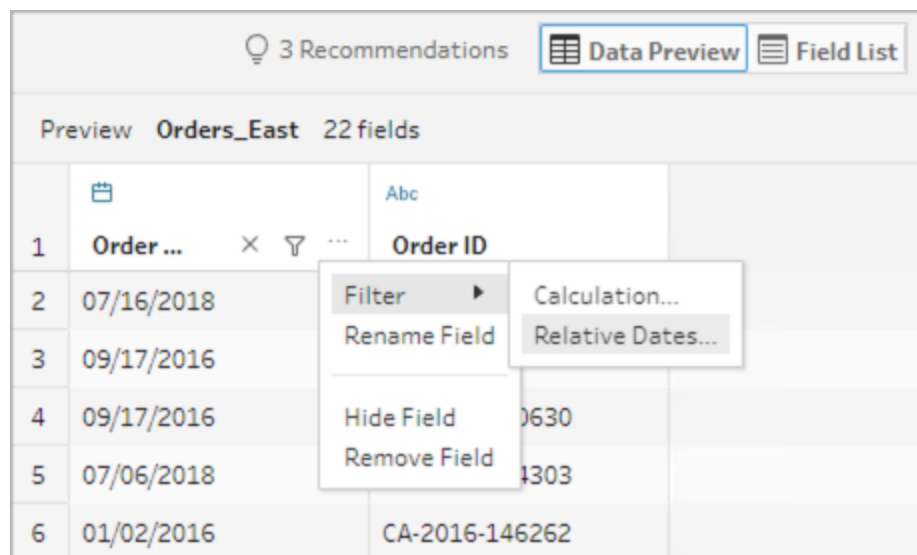 3 Recommendations Data Preview Field List
Preview Orders_East 22 fields
Abc
1 Order ... Order ID
2 07/16/2018
3 09/17/2016
4 09/17/2016 0630
5 07/06/2018 4303
6 01/02/2016 CA-2016-146262
Filter
Rename Field
Hide Field
Remove Field
Calculation...
Relative Dates...